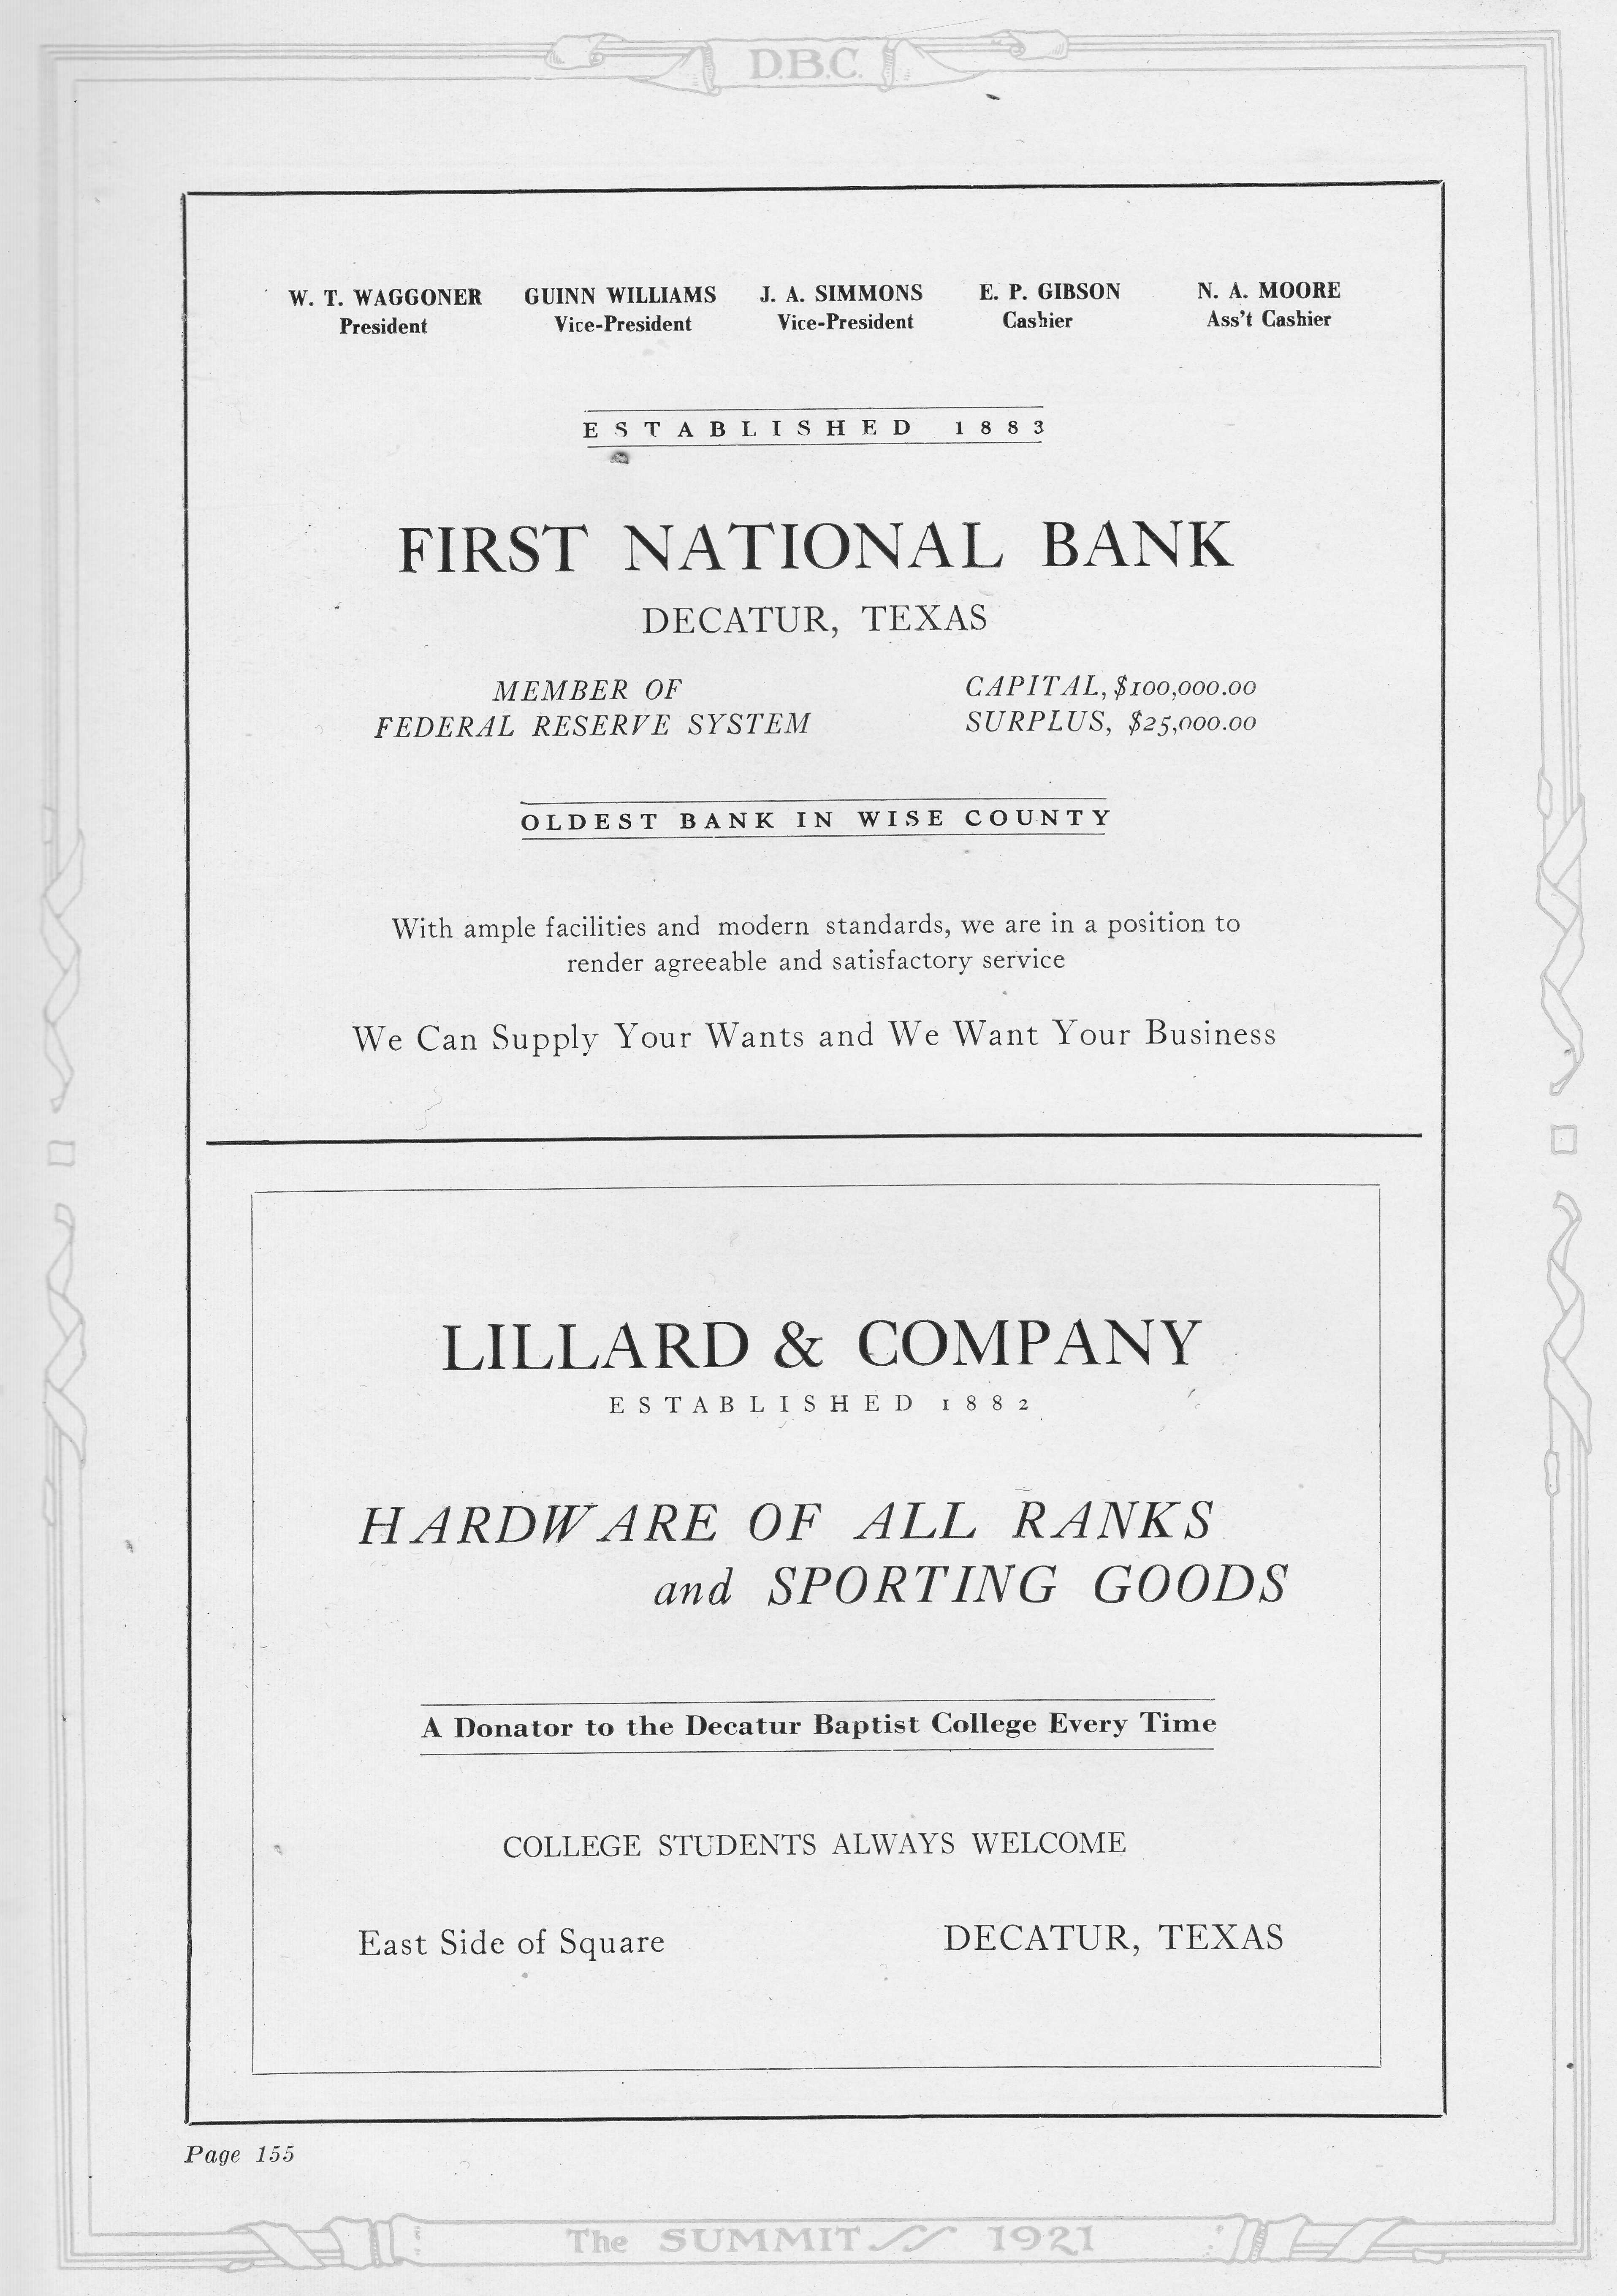 D.B.C.
W. T. WAGGONER GUINN WILLIAMS J. A. SIMMONS E. P. GIBSON N. A. MOORE
President Vice-President Vice-President Cashier Ass't Cashier
ESTABLISHED 1883
FIRST NATIONAL BANK
DECATUR, TEXAS
MEMBER OF CAPITAL, $100,000.00
FEDERAL RESERVE SYSTEM SURPLUS, $25,000.00
OLDEST BANK IN WISE COUNTY
With ample facilities and modern standards, we are in a position to
render agreeable and satisfactory service
We Can Supply Your Wants and We Want Your Business
LILLARD & COMPANY
ESTABLISHED 1882
HARDWARE OF ALL RANKS
and SPORTING GOODS
A Donator to the Decatur Baptist College Every Time
COLLEGE STUDENTS ALWAYS WELCOME
East Side of Square DECATUR, TEXAS
Page 155
The SUMMIT 1921